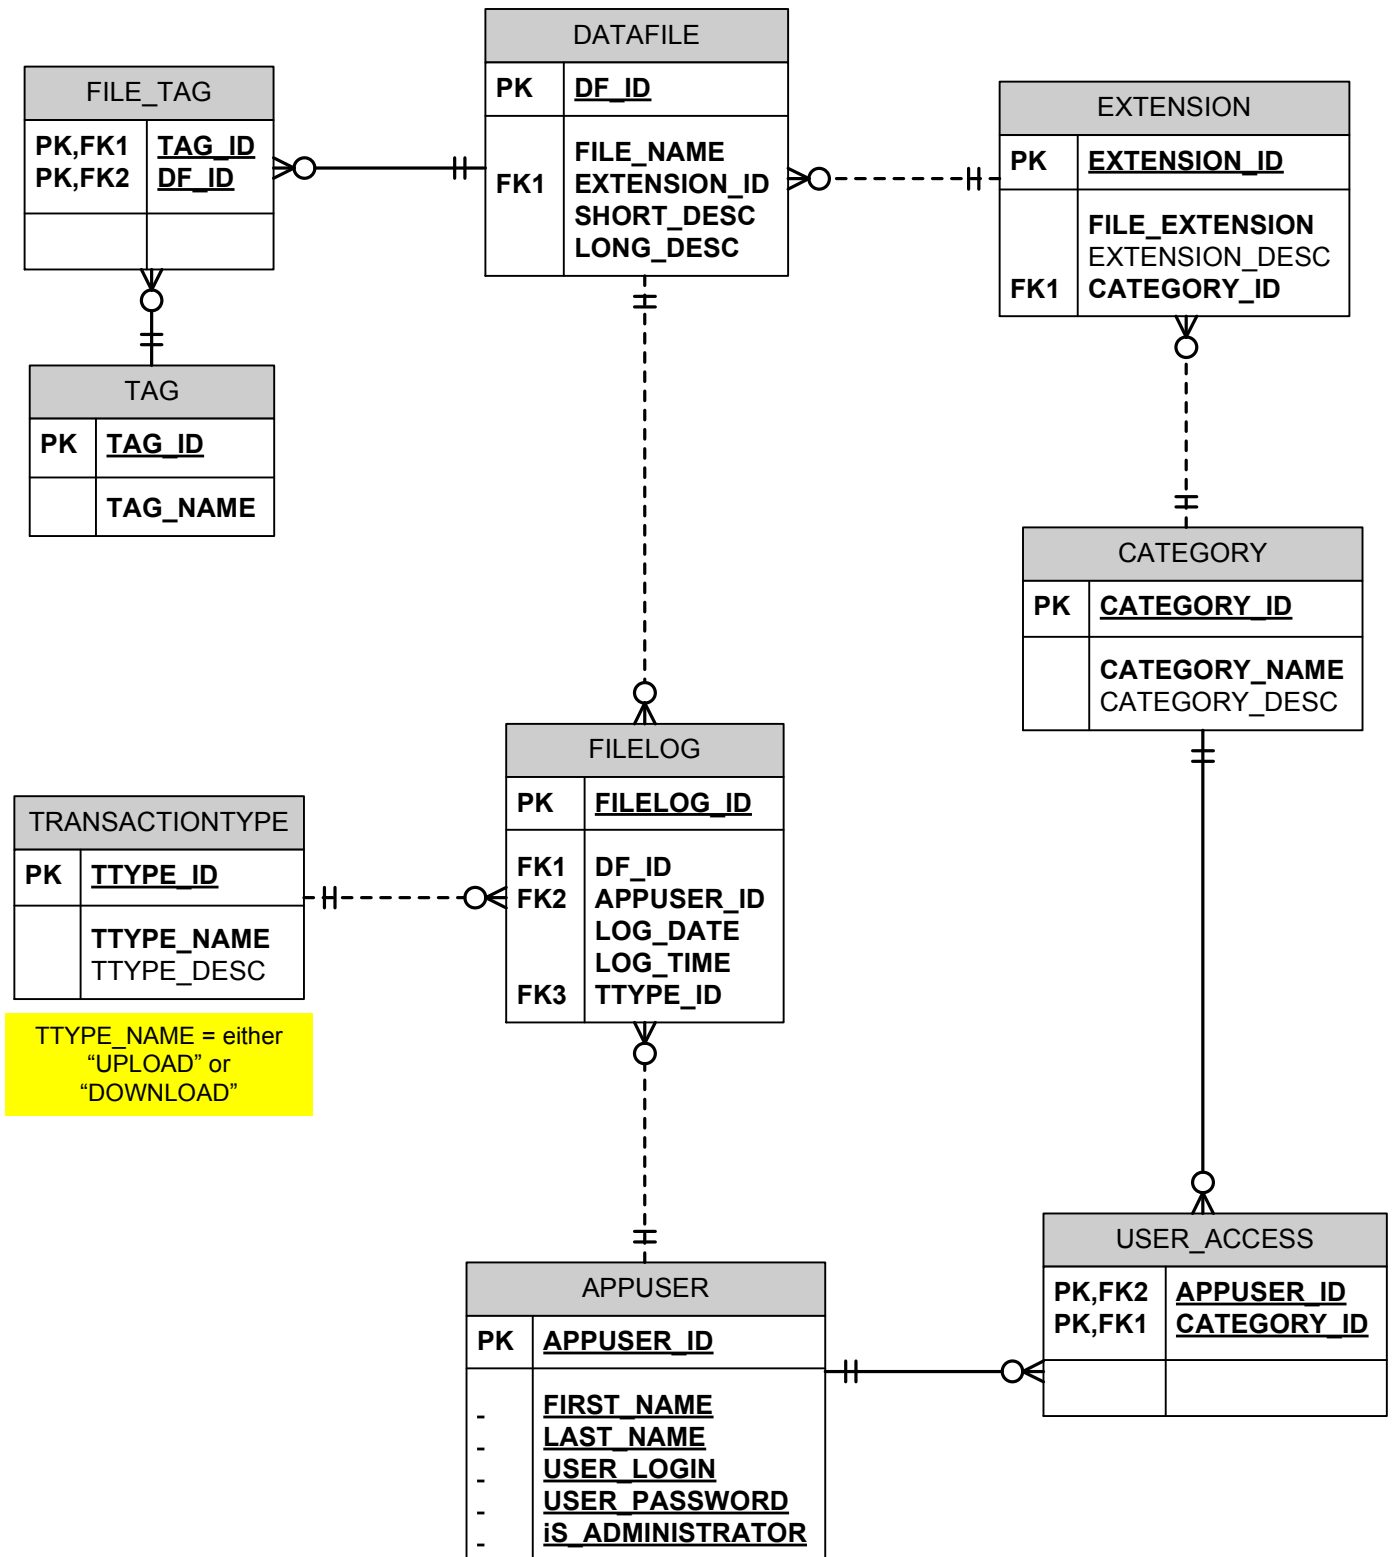 DATAFILE
PK DF_ID
FILE_NAME
FK1 EXTENSION_ID
SHORT_DESC
LONG_DESC
FILE_TAG
PK,FK1 TAG_ID
PK,FK2 DF_ID
EXTENSION
PK EXTENSION_ID
FILE_EXTENSION
EXTENSION_DESC
FK1 CATEGORY_ID
TAG
PK TAG_ID
TAG_NAME
CATEGORY
PK CATEGORY_ID
CATEGORY_NAME
CATEGORY_DESC
FILELOG
PK FILELOG_ID
FK1 DF_ID
FK2 APPUSER_ID
LOG_DATE
LOG_TIME
FK3 TTYPE_ID
TRANSACTIONTYPE
PK TTYPE_ID
TTYPE_NAME
TTYPE_DESC
TTYPE_NAME = either
“UPLOAD” or
“DOWNLOAD”
USER_ACCESS
PK,FK2 APPUSER_ID
PK,FK1 CATEGORY_ID
APPUSER
PK APPUSER_ID
- FIRST_NAME
- LAST_NAME
- USER_LOGIN
- USER_PASSWORD
- iS_ADMINISTRATOR